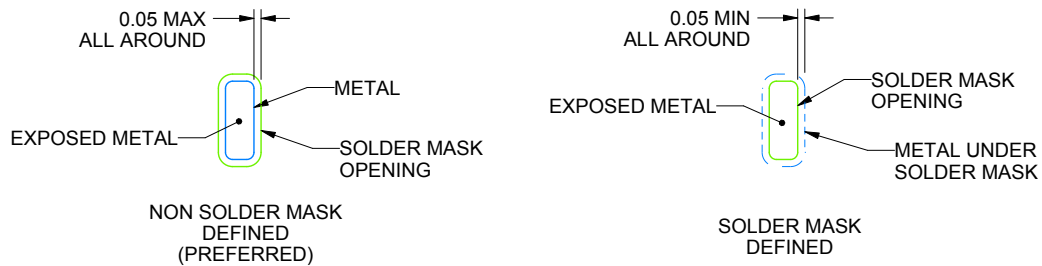 0.05 MAX
ALL AROUND
METAL
EXPOSED METAL
SOLDER MASK
OPENING
NON SOLDER MASK
DEFINED
(PREFERRED)
0.05 MIN
ALL AROUND
SOLDER MASK
OPENING
EXPOSED METAL
METAL UNDER
SOLDER MASK
SOLDER MASK
DEFINED